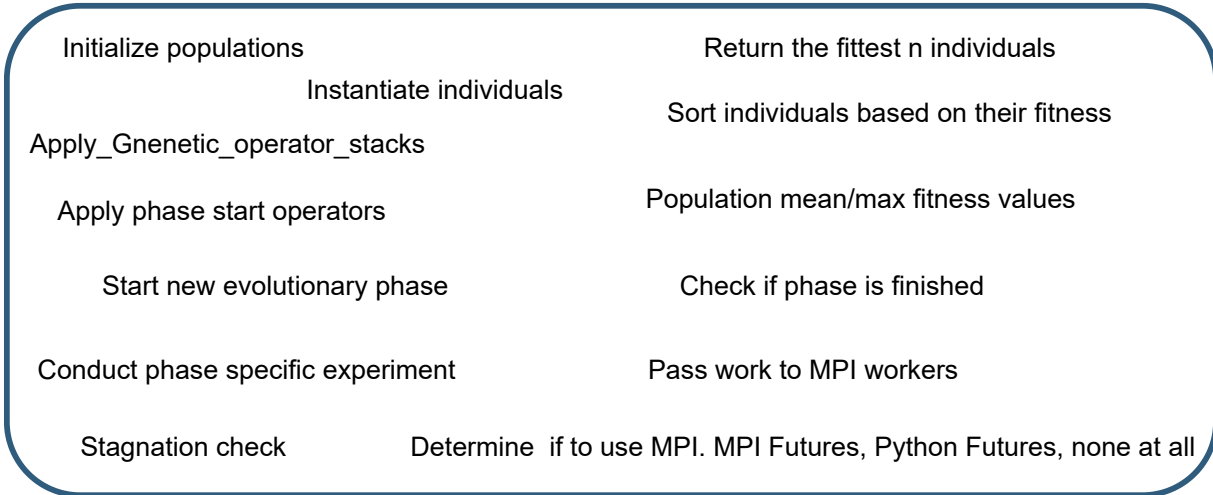 Initialize populations
Return the fittest n individuals
Instantiate individuals
Sort individuals based on their fitness
Apply_Gnenetic_operator_stacks
Apply phase start operators
Population mean/max fitness values
Start new evolutionary phase
Check if phase is finished
Conduct phase specific experiment
Pass work to MPI workers
Stagnation check
Determine  if to use MPI. MPI Futures, Python Futures, none at all